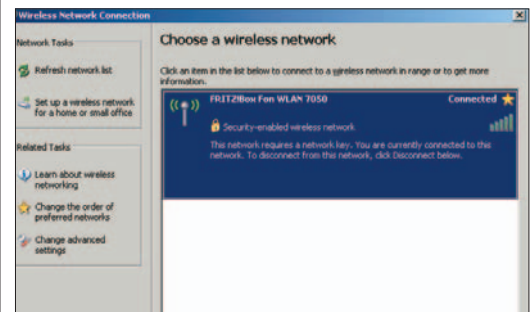 Wireless Network Connection
Network Tasks
Refresh network list
Set up a wireless network
for a home or small office
Related Tasks
Learn about wireless
networking
Change the order of
preferred networks
Change advanced
settings
Choose a wireless network
Click an item in the list below to connect to a wireless network in range or to get more
information.
FRITZ!Box Fon WLAN 7050 Connected
Security-enabled wireless network
This network requires a network key. You are currently connected to this
network. To disconnect from this network, click Disconnect below.